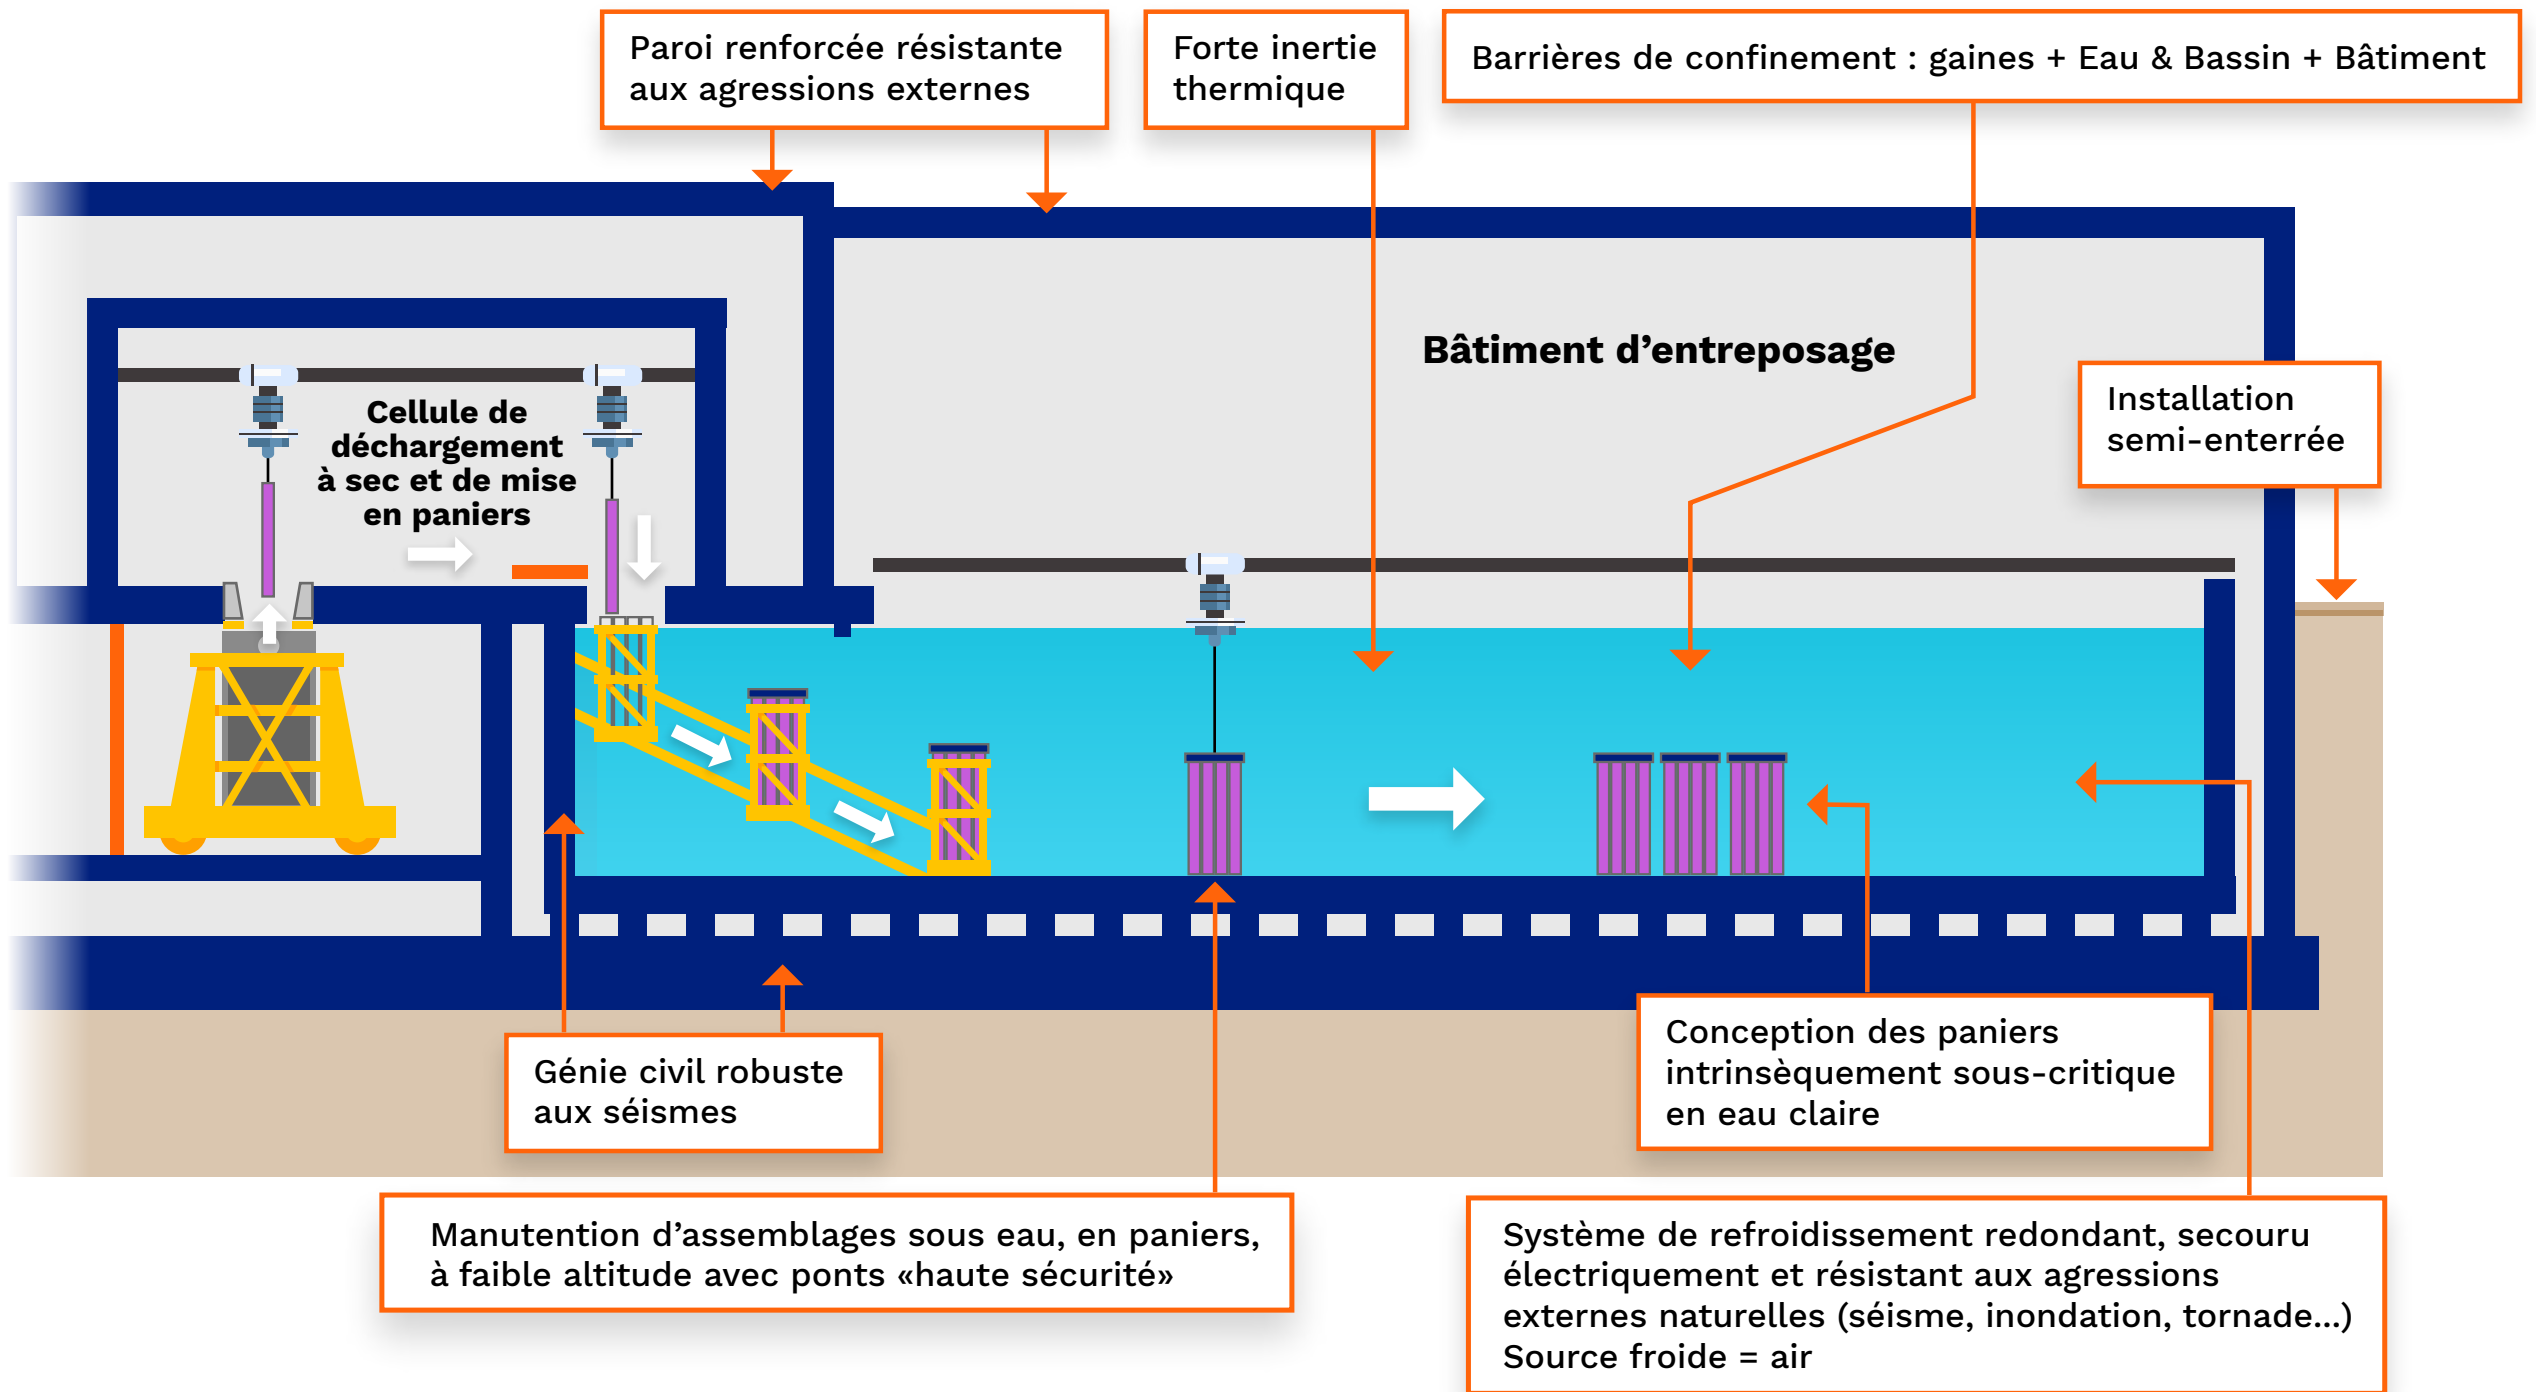 Paroi renforcée résistante
aux agressions externes
Forte inertie
thermique
Barrières de confinement : gaines + Eau & Bassin + Bâtiment
Bâtiment d’entreposage
Installation
semi-enterrée
Cellule de
déchargement
à sec et de mise
en paniers
Génie civil robuste
aux séismes
Conception des paniers
intrinsèquement sous-critique
en eau claire
Manutention d’assemblages sous eau, en paniers,
à faible altitude avec ponts «haute sécurité»
Système de refroidissement redondant, secouru
électriquement et résistant aux agressions
externes naturelles (séisme, inondation, tornade...)
Source froide = air